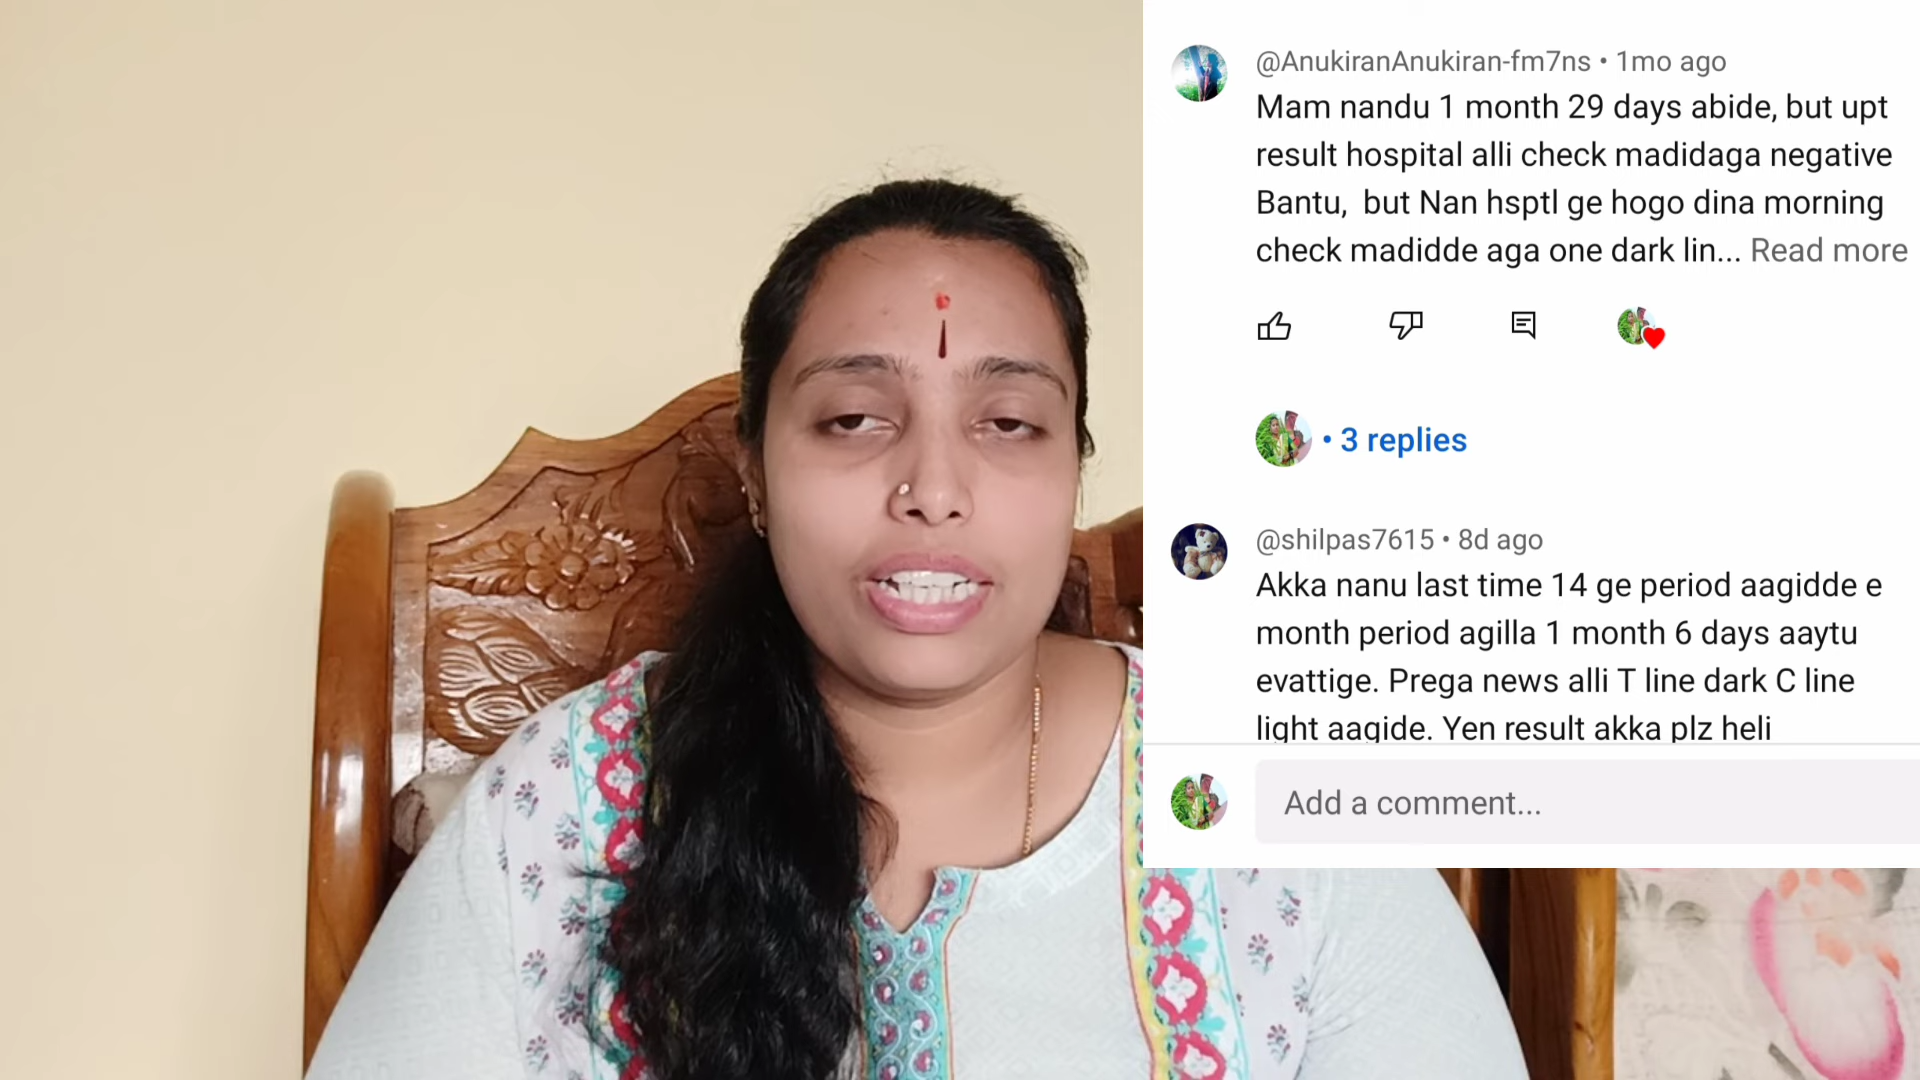 @AnukiranAnukiran-fm7ns • 1mo ago
Mam nandu 1 month 29 days abide, but upt
result hospital alli check madidaga negative
Bantu,  but Nan hsptl ge hogo dina morning
check madidde aga one dark lin... Read more
• 3 replies
@shilpas7615 • 8d ago
Akka nanu last time 14 ge period aagidde e
month period agilla 1 month 6 days aaytu
evattige. Prega news alli T line dark C line
light aagide. Yen result akka plz heli
Add a comment...